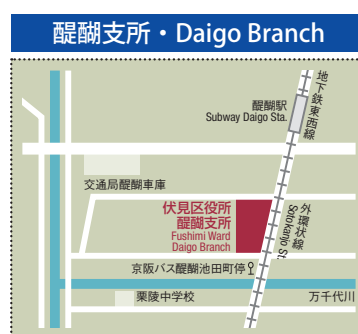 醍醐支所・Daigo Branch
地下鉄東西線
醍醐駅
Subway Daigo Sta.
交通局醍醐車庫
伏見区役所
醍醐支所
Fushimi Ward
Daigo Branch
外環状線
Sotokanjo St.
京阪バス醍醐池田町停
栗陵中学校
万千代川